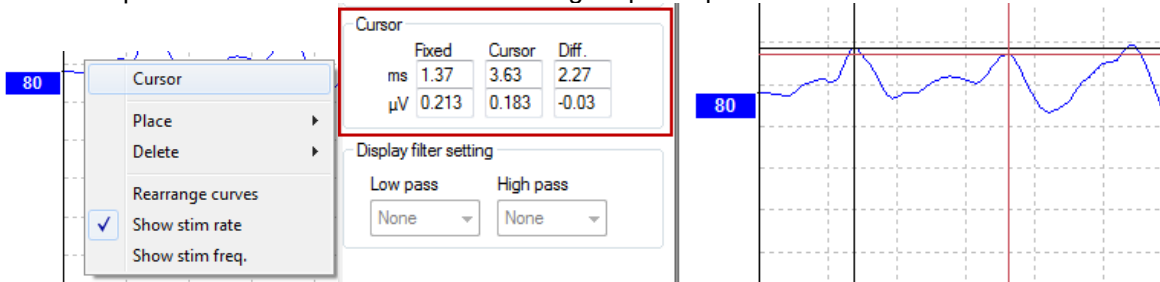 80
Cursor
Place
Delete
Rearrange curves
Show stim rate
Show stim freq.
Cursor
Fixed Cursor Diff.
ms 1.37 3.63 2.27
µV 0.213 0.183 -0.03
Display filter setting
Low pass High pass
None None
80